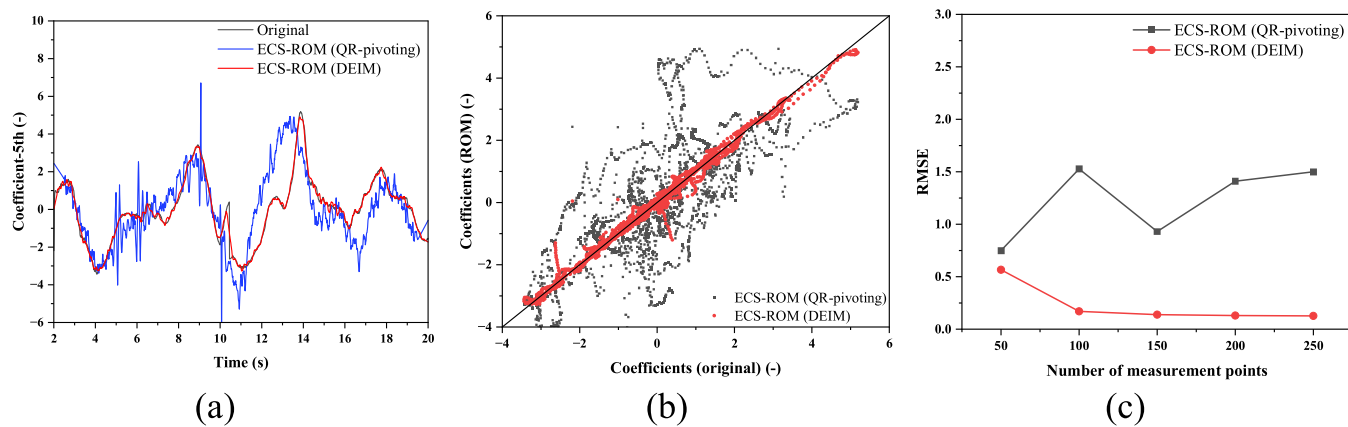 10
8
6
4
2
0
−2
−4
−6
2 4 6 8 10 12 14 16 18 20
Coefficient-5th (-)
Time (s)
Original
ECS-ROM (QR-pivoting)
ECS-ROM (DEIM)
(a)
6
4
2
0
−2
−4
−4 −2 0 2 4 6
Coefficients (ROM) (-)
Coefficients (original) (-)
ECS-ROM (QR-pivoting)
ECS-ROM (DEIM)
(b)
3.0
2.5
2.0
1.5
1.0
0.5
0.0
50 100 150 200 250
RMSE
Number of measurement points
ECS-ROM (QR-pivoting)
ECS-ROM (DEIM)
(c)